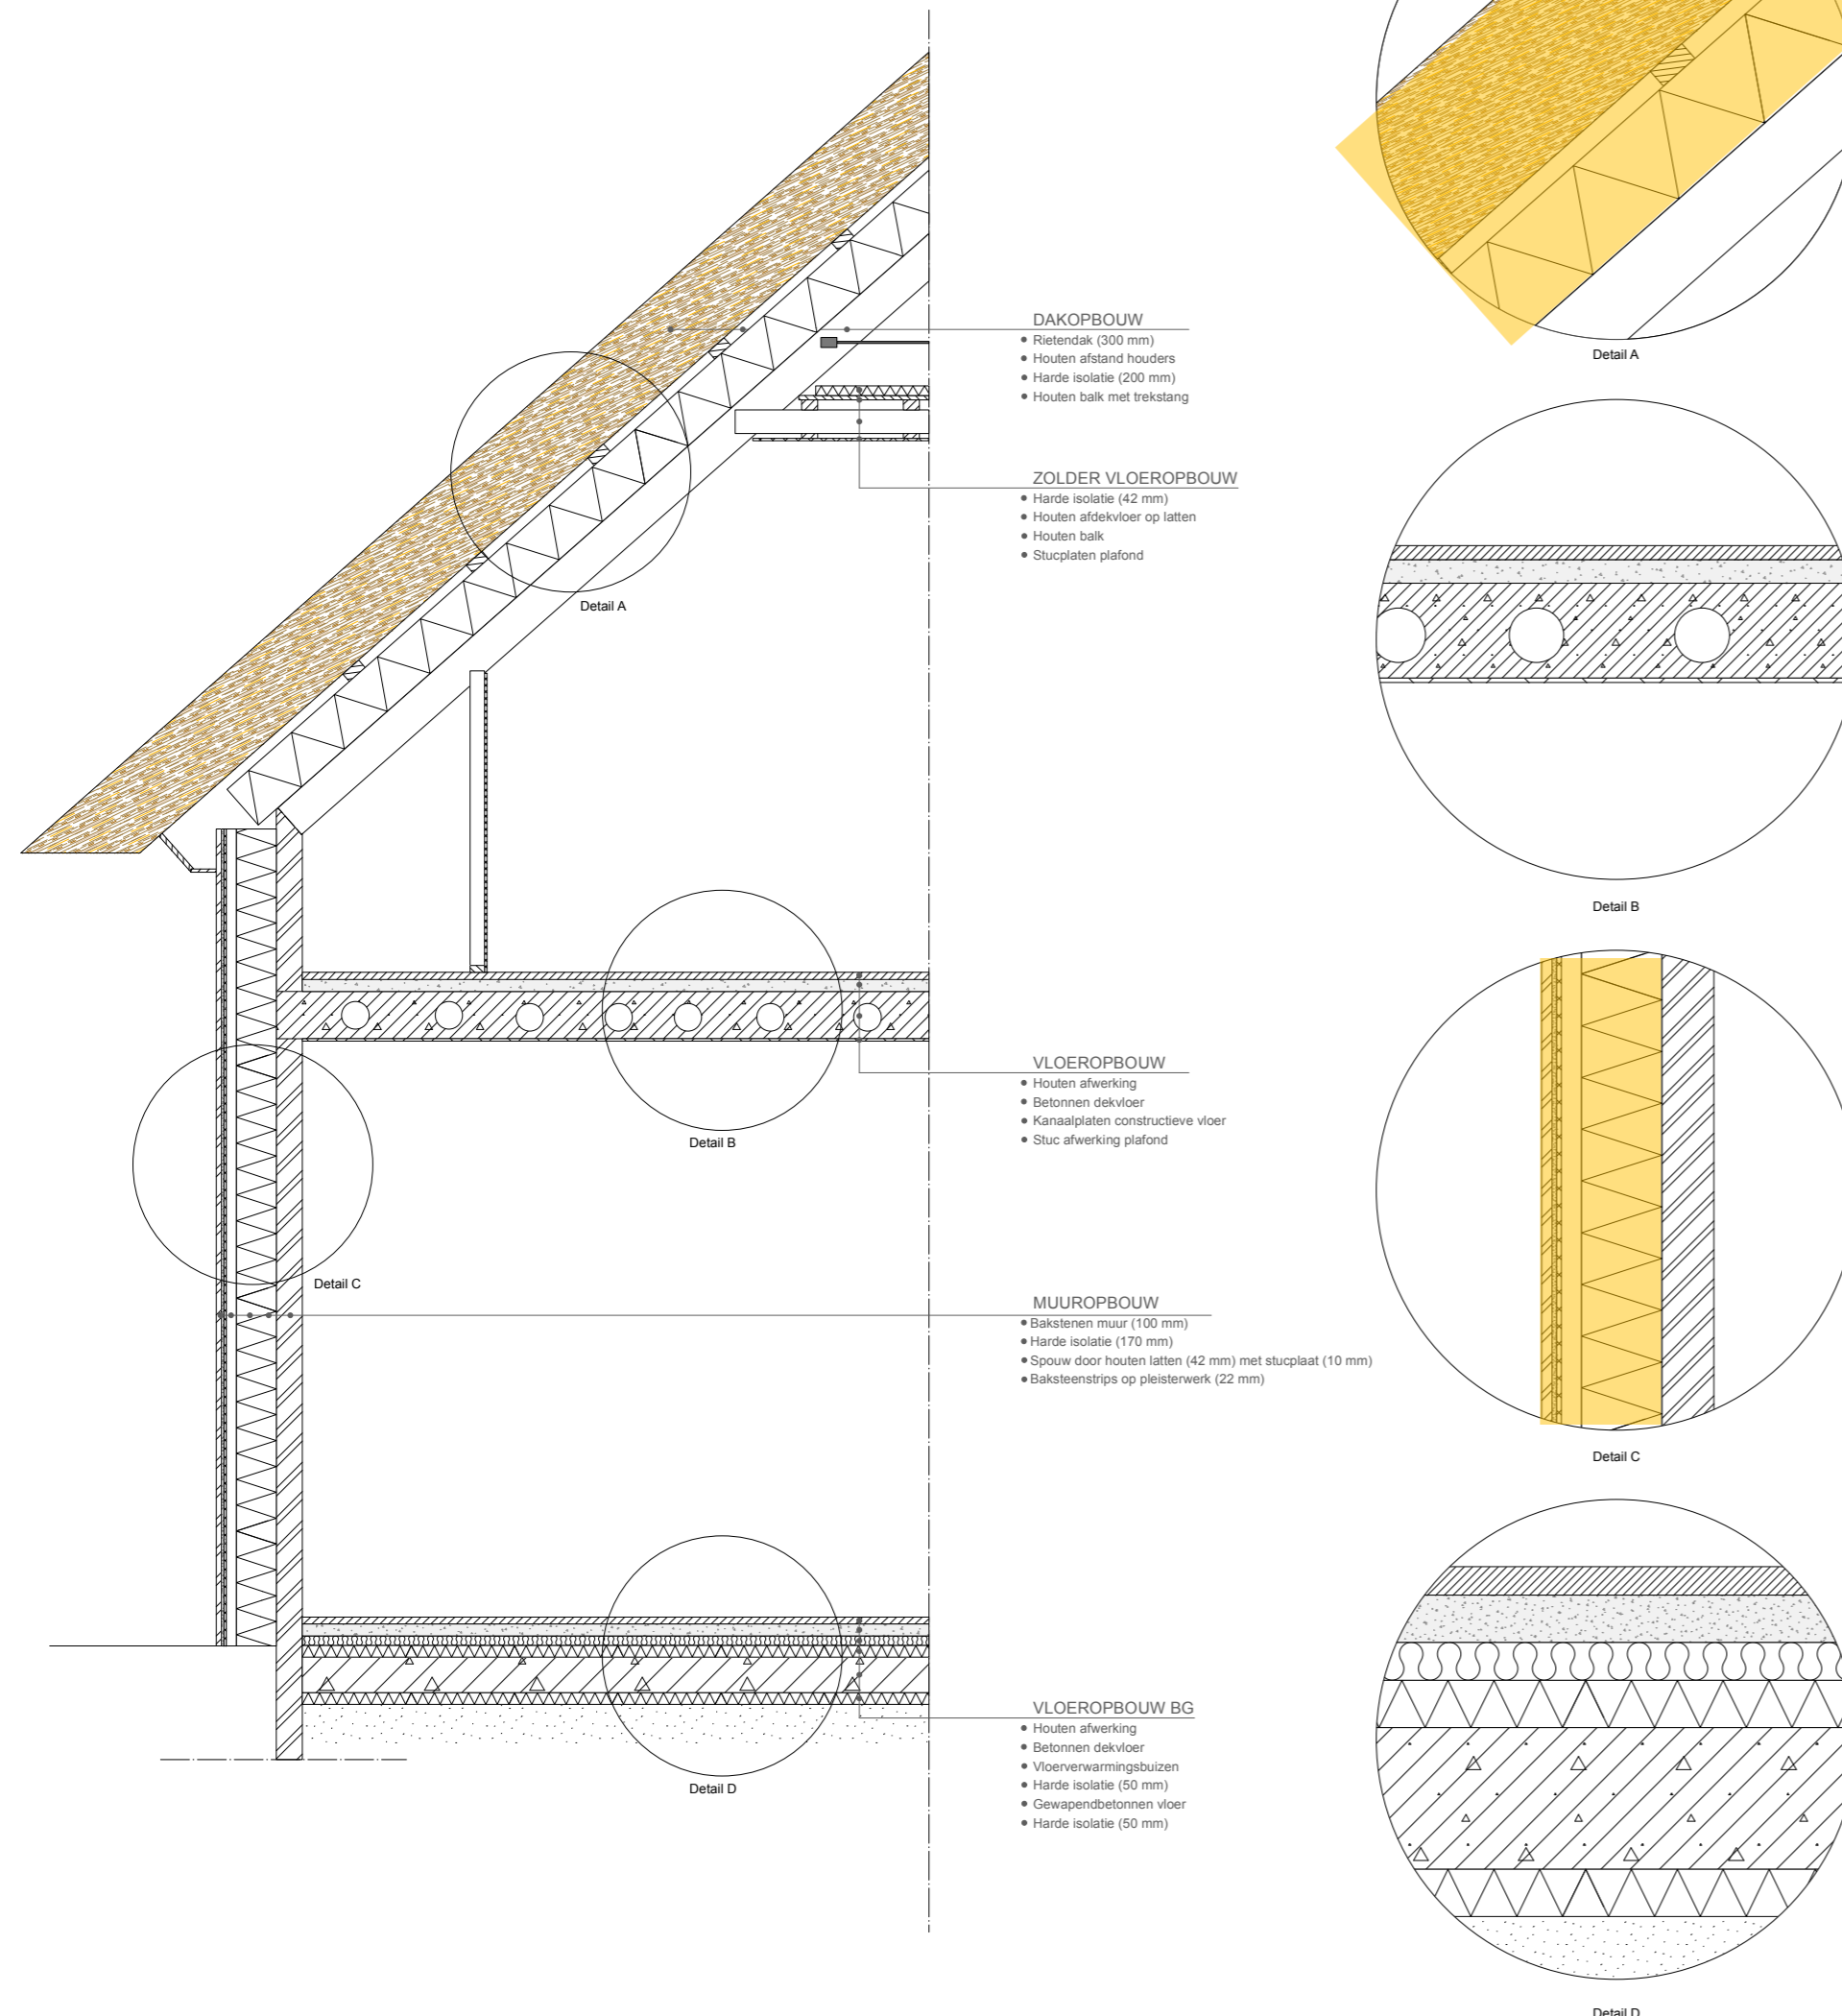 DAKOPBOUW
• Rietendak (300 mm)
• Houten afstand houders
• Harde isolatie (200 mm)
• Houten balk met trekstang
Detail A
ZOLDER VLOEROPBOUW
• Harde isolatie (42 mm)
• Houten afdekvloer op latten
• Houten balk
• Stucplaten plafond
Detail A
Detail B
VLOEROPBOUW
• Houten afwerking
• Betonnen dekvloer
• Kanaalplaten constructieve vloer
• Stuc afwerking plafond
Detail B
Detail C
MUUROPBOUW
• Bakstenen muur (100 mm)
• Harde isolatie (170 mm)
• Spouw door houten latten (42 mm) met stucplaat (10 mm)
• Baksteenstrips op pleisterwerk (22 mm)
Detail C
VLOEROPBOUW BG
• Houten afwerking
• Betonnen dekvloer
• Vloerverwarmingsbuizen
• Harde isolatie (50 mm)
• Gewapendbetonnen vloer
• Harde isolatie (50 mm)
Detail D
Detail D